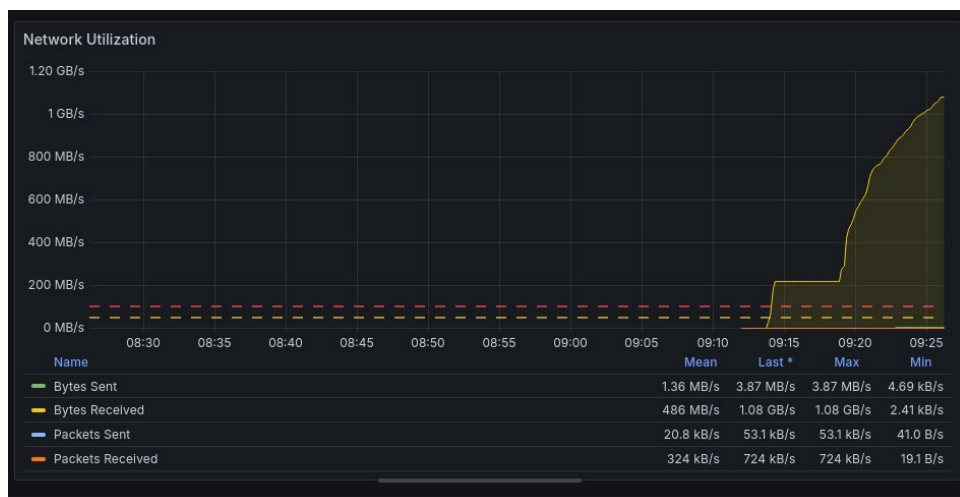 Network Utilization
1.20 GB/s
1 GB/s
800 MB/s
600 MB/s
400 MB/s
200 MB/s
0 MB/s
08:30 08:35 08:40 08:45 08:50 08:55 09:00 09:05 09:10 09:15 09:20 09:25
Name Mean Last * Max Min
Bytes Sent 1.36 MB/s 3.87 MB/s 3.87 MB/s 4.69 kB/s
Bytes Received 486 MB/s 1.08 GB/s 1.08 GB/s 2.41 kB/s
Packets Sent 20.8 kB/s 53.1 kB/s 53.1 kB/s 41.0 B/s
Packets Received 324 kB/s 724 kB/s 724 kB/s 19.1 B/s